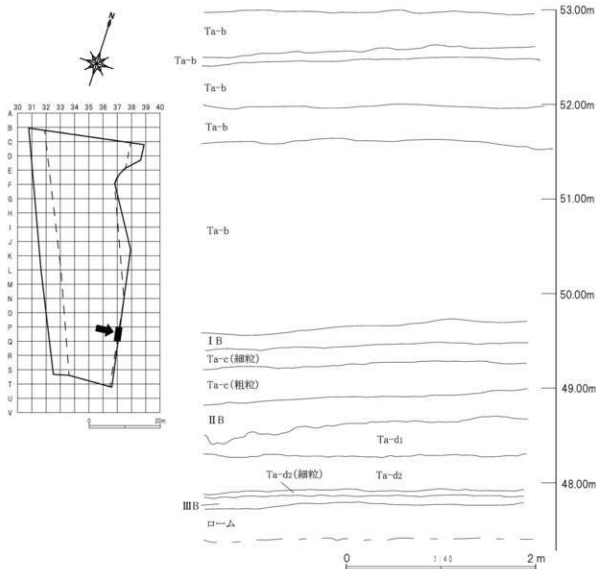 N
30 31 32 33 34 35 36 37 38 39 40
A
B
C
D
E
F
G
H
I
J
K
L
M
N
O
P
Q
R
S
T
U
V
0 20m
53.00m
Ta-b
Ta-b
Ta-b
52.00m
Ta-b
51.00m
Ta-b
50.00m
ⅠB
Ta-c(細粒)
49.00m
Ta-c(粗粒)
ⅡB
Ta-d1
Ta-d2(細粒)
Ta-d2
48.00m
ⅢB
ローム
0 1:40 2 m